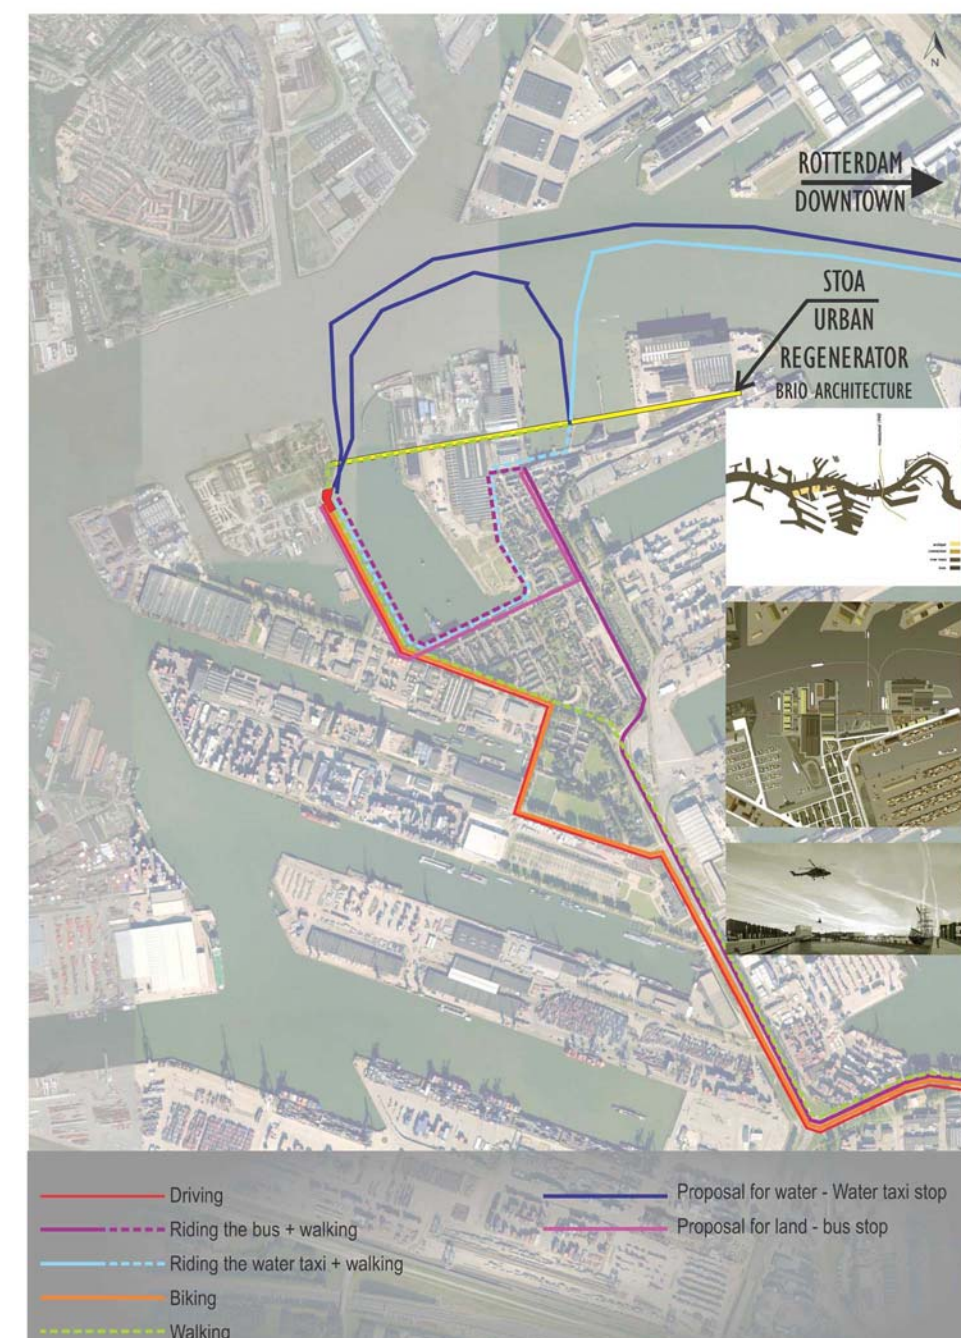 N
ROTTERDAM
DOWNTOWN
STOA
URBAN
REGENERATOR
BRIO ARCHITECTURE
Driving
Riding the bus + walking
Riding the water taxi + walking
Biking
Walking
Proposal for water - Water taxi stop
Proposal for land - bus stop